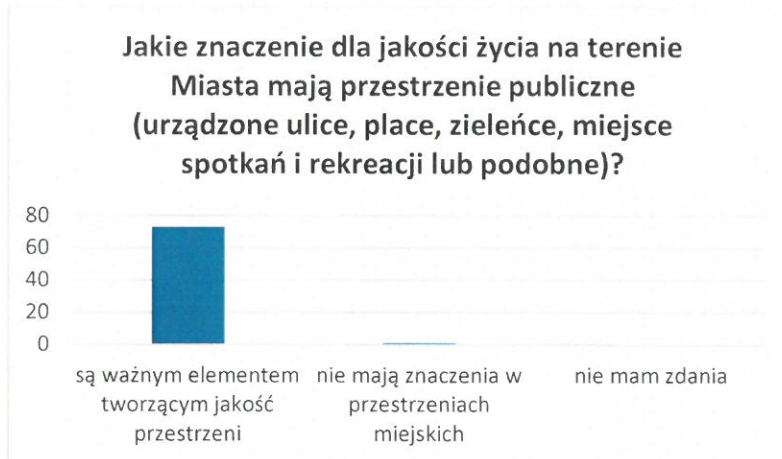 Jakie znaczenie dla jakości życia na terenie
Miasta mają przestrzenie publiczne
(urządzone ulice, place, zieleńce, miejsce
spotkań i rekreacji lub podobne)?
80
60
40
20
0
są ważnym elementem
tworzącym jakość
przestrzeni
nie mają znaczenia w
przestrzeniach
miejskich
nie mam zdania